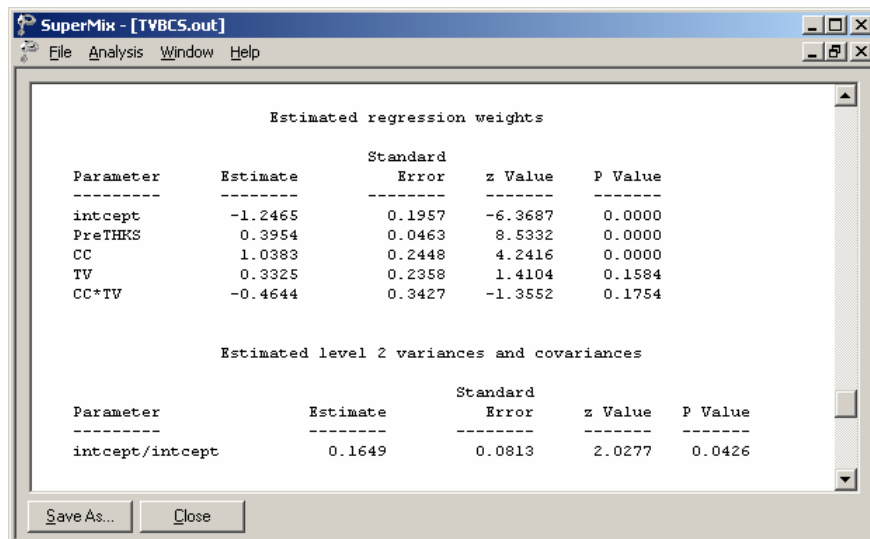 SuperMix - [TVBCS.out]
File Analysis Window Help
Estimated regression weights
Standard
Parameter Estimate Error z Value P Value
--------- -------- -------- ------- -------
intcept -1.2465 0.1957 -6.3687 0.0000
PreTHKS 0.3954 0.0463 8.5332 0.0000
CC 1.0383 0.2448 4.2416 0.0000
TV 0.3325 0.2358 1.4104 0.1584
CC*TV -0.4644 0.3427 -1.3552 0.1754
Estimated level 2 variances and covariances
Standard
Parameter Estimate Error z Value P Value
--------- -------- -------- ------- -------
intcept/intcept 0.1649 0.0813 2.0277 0.0426
Save As... Close